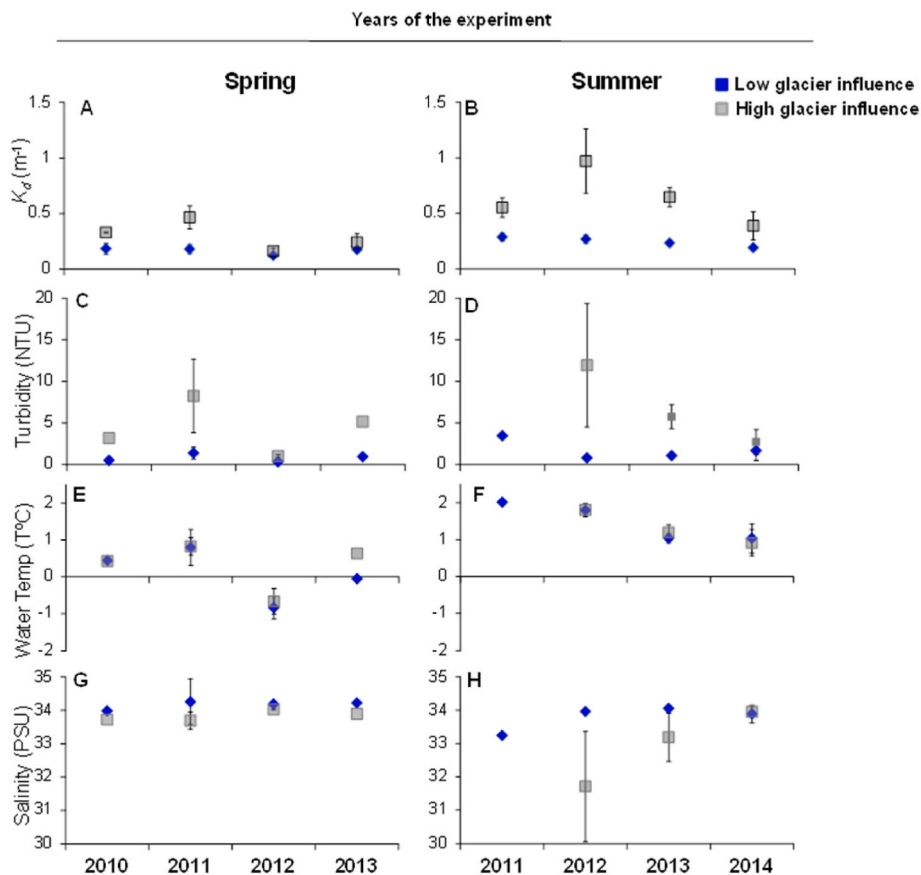 Years of the experiment
Spring
Summer
Low glacier influence
High glacier influence
A
B
K_d (m⁻¹)
1.5
1
0.5
0
1.5
1
0.5
0
C
D
Turbidity (NTU)
20
15
10
5
0
20
15
10
5
0
E
F
Water Temp (TºC)
2
1
0
-1
-2
2
1
0
-1
-2
G
H
Salinity (PSU)
35
34
33
32
31
30
35
34
33
32
31
30
2010 2011 2012 2013
2011 2012 2013 2014